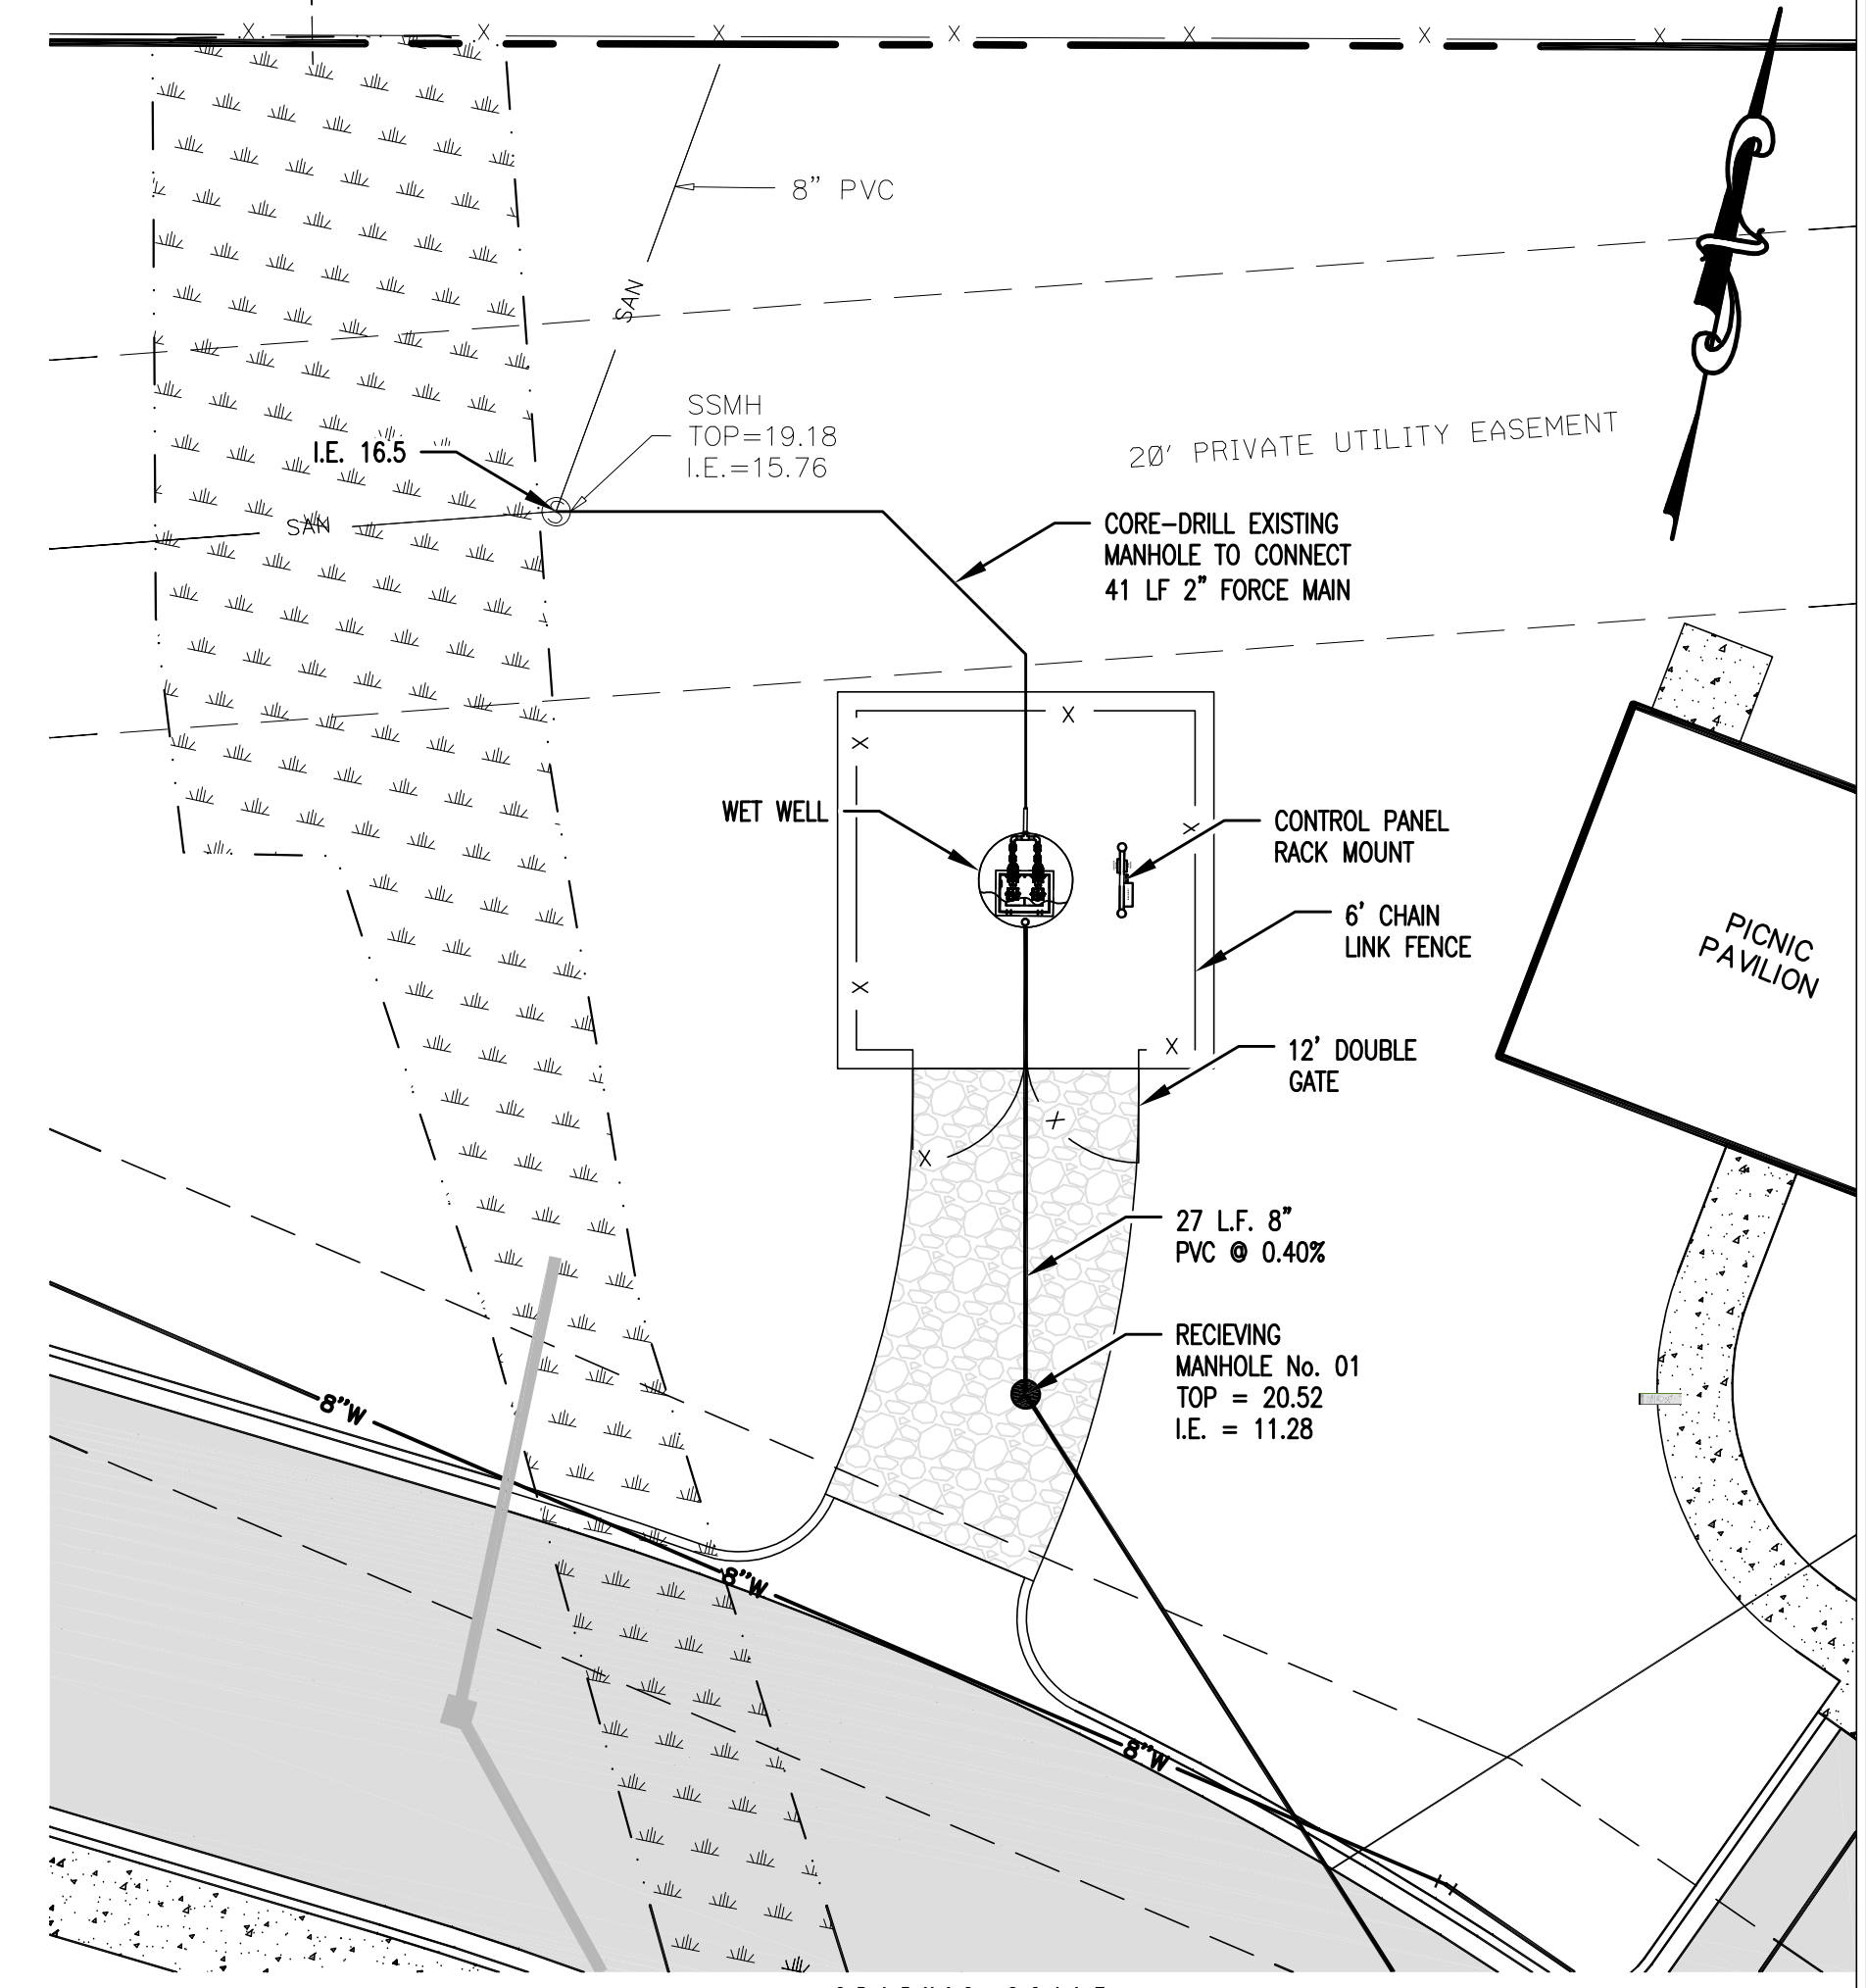 8” PVC
SAN
SSMH
TOP=19.18
I.E.=15.76
I.E. 16.5
20' PRIVATE UTILITY EASEMENT
SAN
CORE-DRILL EXISTING
MANHOLE TO CONNECT
41 LF 2” FORCE MAIN
WET WELL
CONTROL PANEL
RACK MOUNT
6' CHAIN
LINK FENCE
PICNIC
PAVILION
12' DOUBLE
GATE
27 L.F. 8”
PVC @ 0.40%
RECIEVING
MANHOLE No. 01
TOP = 20.52
I.E. = 11.28
8”W
8”W
8”W